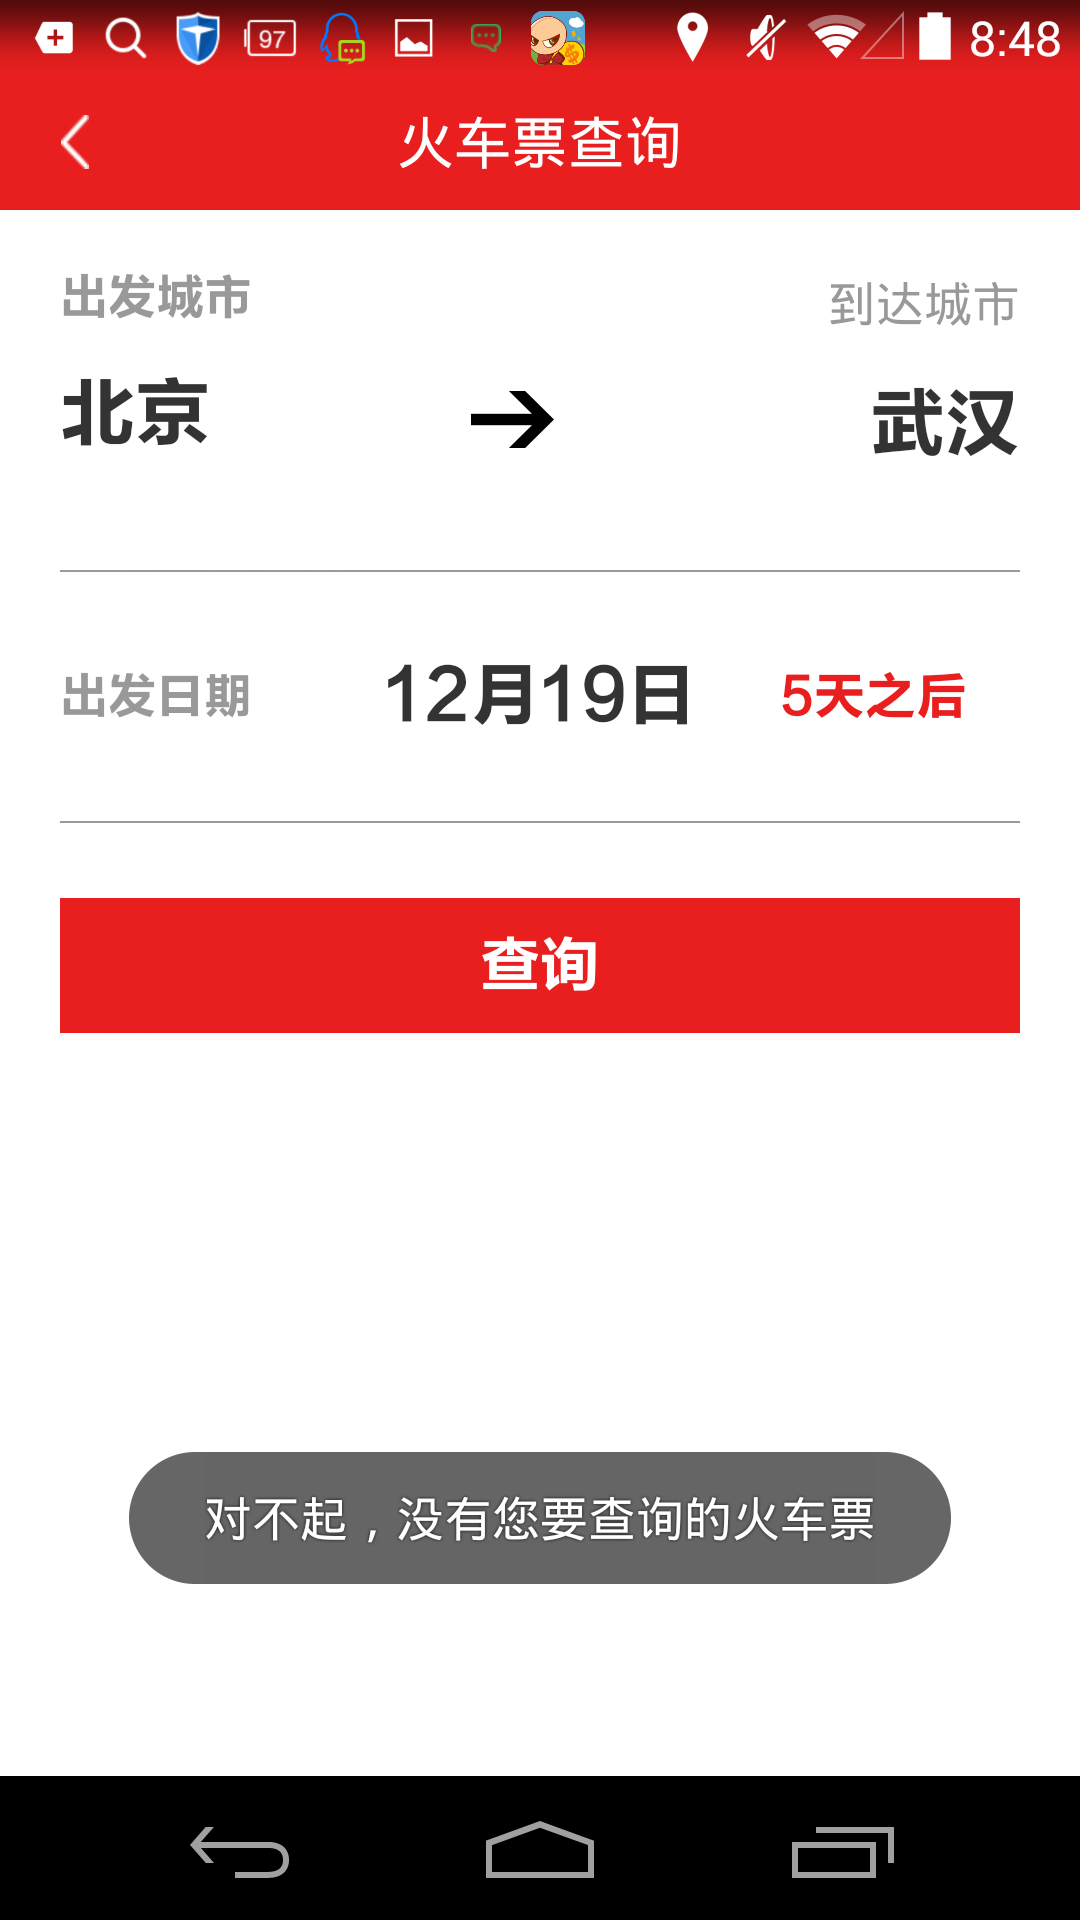 97
8:48
火车票查询
出发城市
到达城市
北京
武汉
出发日期 12月19日 5天之后
查询
对不起，没有您要查询的火车票